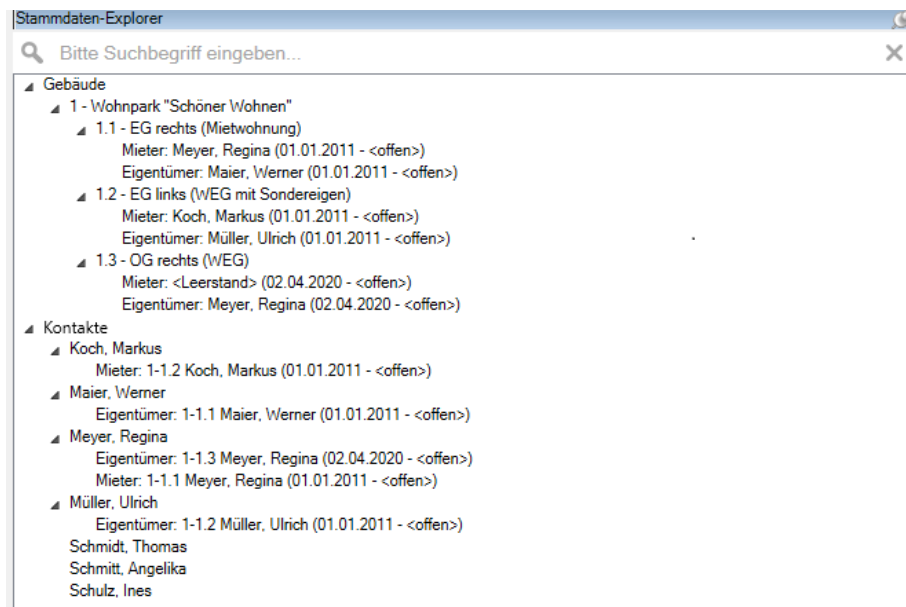 Stammdaten-Explorer
Bitte Suchbegriff eingeben...
Gebäude
1 - Wohnpark "Schöner Wohnen"
1.1 - EG rechts (Mietwohnung)
Mieter: Meyer, Regina (01.01.2011 - <offen>)
Eigentümer: Maier, Werner (01.01.2011 - <offen>)
1.2 - EG links (WEG mit Sondereigen)
Mieter: Koch, Markus (01.01.2011 - <offen>)
Eigentümer: Müller, Ulrich (01.01.2011 - <offen>)
1.3 - OG rechts (WEG)
Mieter: <Leerstand> (02.04.2020 - <offen>)
Eigentümer: Meyer, Regina (02.04.2020 - <offen>)
Kontakte
Koch, Markus
Mieter: 1-1.2 Koch, Markus (01.01.2011 - <offen>)
Maier, Werner
Eigentümer: 1-1.1 Maier, Werner (01.01.2011 - <offen>)
Meyer, Regina
Eigentümer: 1-1.3 Meyer, Regina (02.04.2020 - <offen>)
Mieter: 1-1.1 Meyer, Regina (01.01.2011 - <offen>)
Müller, Ulrich
Eigentümer: 1-1.2 Müller, Ulrich (01.01.2011 - <offen>)
Schmidt, Thomas
Schmitt, Angelika
Schulz, Ines